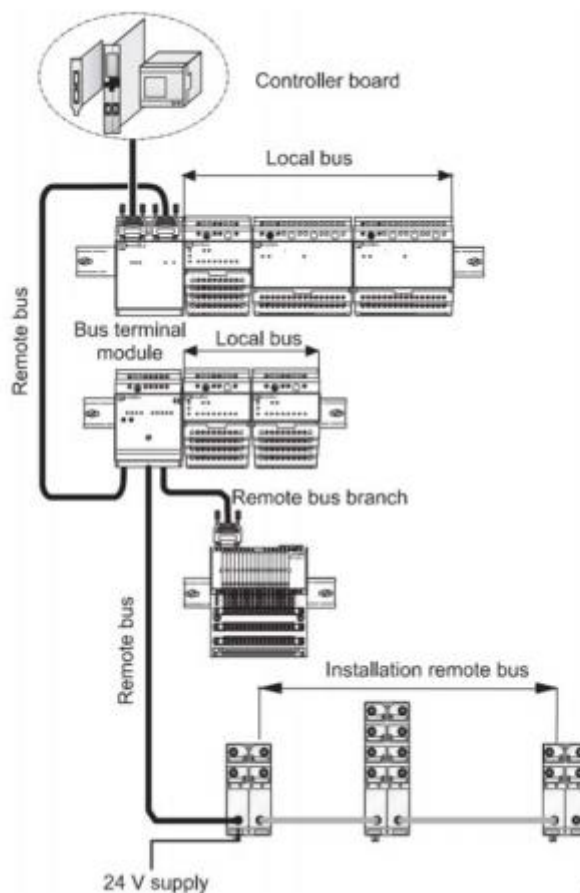 Controller board
Local bus
Remote bus
Bus terminal
module
Local bus
Remote bus branch
Remote bus
Installation remote bus
24 V supply